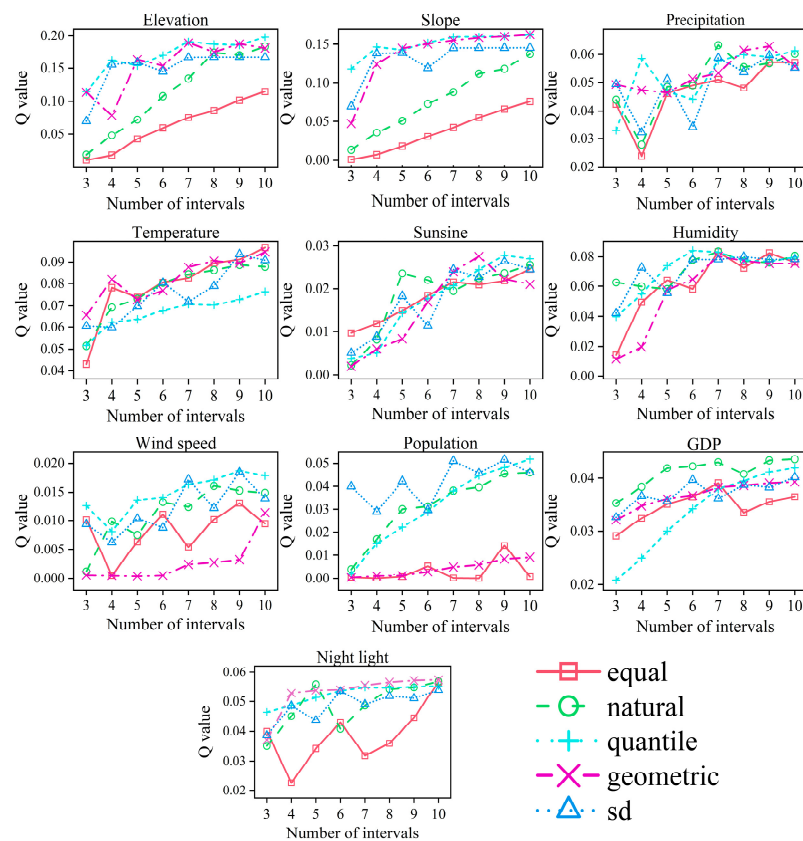 Elevation
Q value
0.20
0.15
0.10
0.05
3 4 5 6 7 8 9 10
Number of intervals
Slope
Q value
0.15
0.10
0.05
0.00
3 4 5 6 7 8 9 10
Number of intervals
Precipitation
Q value
0.06
0.05
0.04
0.03
0.02
3 4 5 6 7 8 9 10
Number of intervals
Temperature
Q value
0.09
0.08
0.07
0.06
0.05
0.04
3 4 5 6 7 8 9 10
Number of intervals
Sunsine
Q value
0.03
0.02
0.01
0.00
3 4 5 6 7 8 9 10
Number of intervals
Humidity
Q value
0.08
0.06
0.04
0.02
0.00
3 4 5 6 7 8 9 10
Number of intervals
Wind speed
Q value
0.020
0.015
0.010
0.005
0.000
3 4 5 6 7 8 9 10
Number of intervals
Population
Q value
0.05
0.04
0.03
0.02
0.01
0.00
3 4 5 6 7 8 9 10
Number of intervals
GDP
Q value
0.04
0.03
0.02
3 4 5 6 7 8 9 10
Number of intervals
Night light
Q value
0.06
0.05
0.04
0.03
0.02
3 4 5 6 7 8 9 10
Number of intervals
equal
natural
quantile
geometric
sd